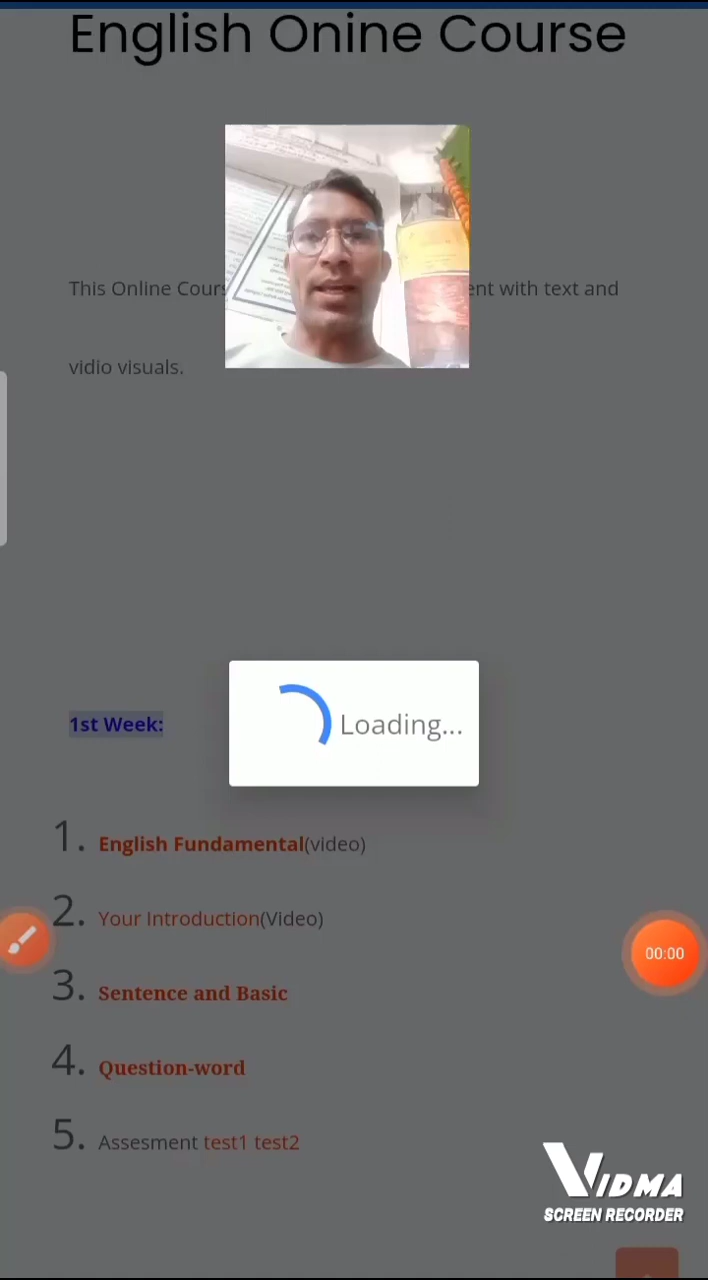 English Onine Course
This Online Cours
ent with text and
vidio visuals.
1st Week:
Loading...
1. English Fundamental(video)
2. Your Introduction(Video)
3. Sentence and Basic
00:00
4. Question-word
5. Assesment test1 test2
VIDMA
SCREEN RECORDER